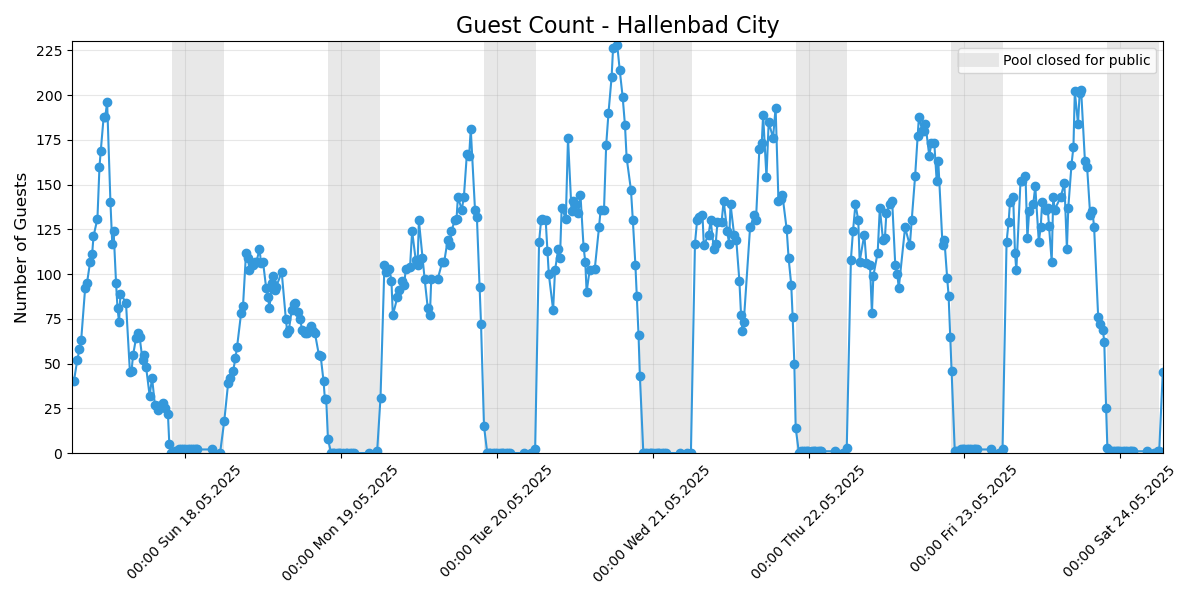 Guest Count - Hallenbad City
Pool closed for public
Number of Guests
225
200
175
150
125
100
75
50
25
0
00:00 Sun 18.05.2025
00:00 Mon 19.05.2025
00:00 Tue 20.05.2025
00:00 Wed 21.05.2025
00:00 Thu 22.05.2025
00:00 Fri 23.05.2025
00:00 Sat 24.05.2025